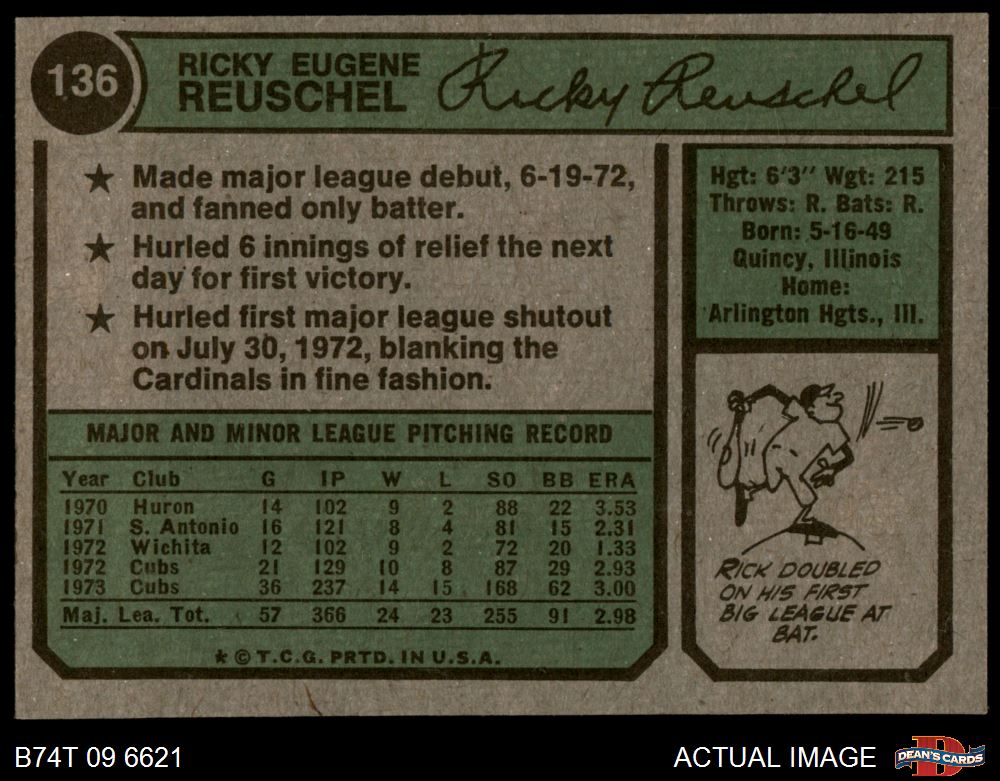 136
RICKY EUGENE
REUSCHEL
Ricky Reuschel
★ Made major league debut, 6-19-72,
and fanned only batter.
★ Hurled 6 innings of relief the next
day for first victory.
★ Hurled first major league shutout
on July 30, 1972, blanking the
Cardinals in fine fashion.
MAJOR AND MINOR LEAGUE PITCHING RECORD
Year Club G IP W L SO BB ERA
1970 Huron 14 102 9 2 88 22 3.53
1971 S. Antonio 16 121 8 4 81 15 2.31
1972 Wichita 12 102 9 2 72 20 1.33
1972 Cubs 21 129 10 8 87 29 2.93
1973 Cubs 36 237 14 15 168 62 3.00
Maj. Lea. Tot. 57 366 24 23 255 91 2.98
* © T.C.G. PRTD. IN U.S.A.
Hgt: 6'3" Wgt: 215
Throws: R. Bats: R.
Born: 5-16-49
Quincy, Illinois
Home:
Arlington Hgts., Ill.
RICK DOUBLED
ON HIS FIRST
BIG LEAGUE AT
BAT.
B74T 09 6621
ACTUAL IMAGE
D
DEAN'S CARDS